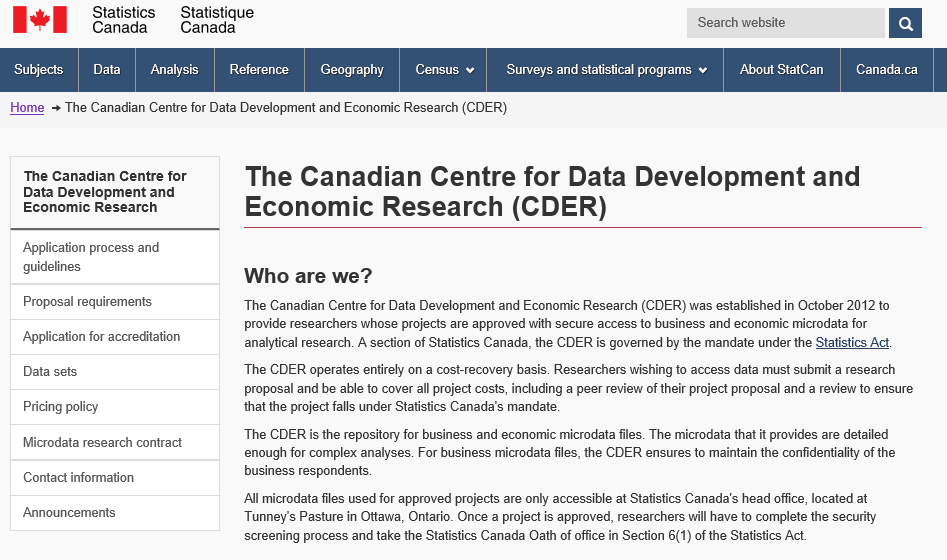 Statistics Canada
Statistique Canada
Search website
Subjects
Data
Analysis
Reference
Geography
Census
Surveys and statistical programs
About StatCan
Canada.ca
Home → The Canadian Centre for Data Development and Economic Research (CDER)
The Canadian Centre for
Data Development and
Economic Research
Application process and
guidelines
Proposal requirements
Application for accreditation
Data sets
Pricing policy
Microdata research contract
Contact information
Announcements
The Canadian Centre for Data Development and
Economic Research (CDER)
Who are we?
The Canadian Centre for Data Development and Economic Research (CDER) was established in October 2012 to
provide researchers whose projects are approved with secure access to business and economic microdata for
analytical research. A section of Statistics Canada, the CDER is governed by the mandate under the Statistics Act.
The CDER operates entirely on a cost-recovery basis. Researchers wishing to access data must submit a research
proposal and be able to cover all project costs, including a peer review of their project proposal and a review to ensure
that the project falls under Statistics Canada's mandate.
The CDER is the repository for business and economic microdata files. The microdata that it provides are detailed
enough for complex analyses. For business microdata files, the CDER ensures to maintain the confidentiality of the
business respondents.
All microdata files used for approved projects are only accessible at Statistics Canada's head office, located at
Tunney's Pasture in Ottawa, Ontario. Once a project is approved, researchers will have to complete the security
screening process and take the Statistics Canada Oath of office in Section 6(1) of the Statistics Act.